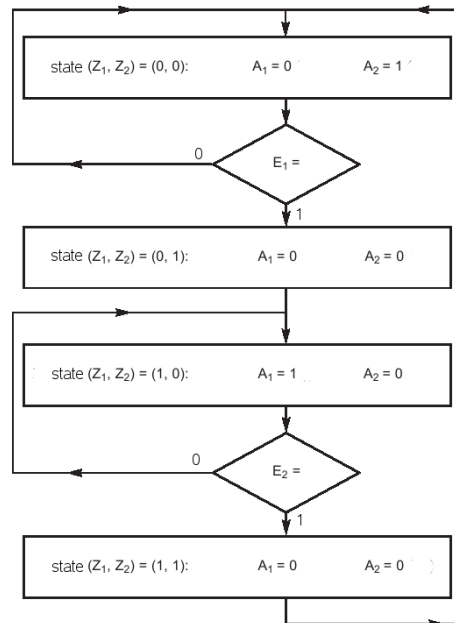 state (Z₁, Z₂) = (0, 0): A₁ = 0 A₂ = 1
0
E₁ =
1
state (Z₁, Z₂) = (0, 1): A₁ = 0 A₂ = 0
state (Z₁, Z₂) = (1, 0): A₁ = 1 A₂ = 0
0
E₂ =
1
state (Z₁, Z₂) = (1, 1): A₁ = 0 A₂ = 0